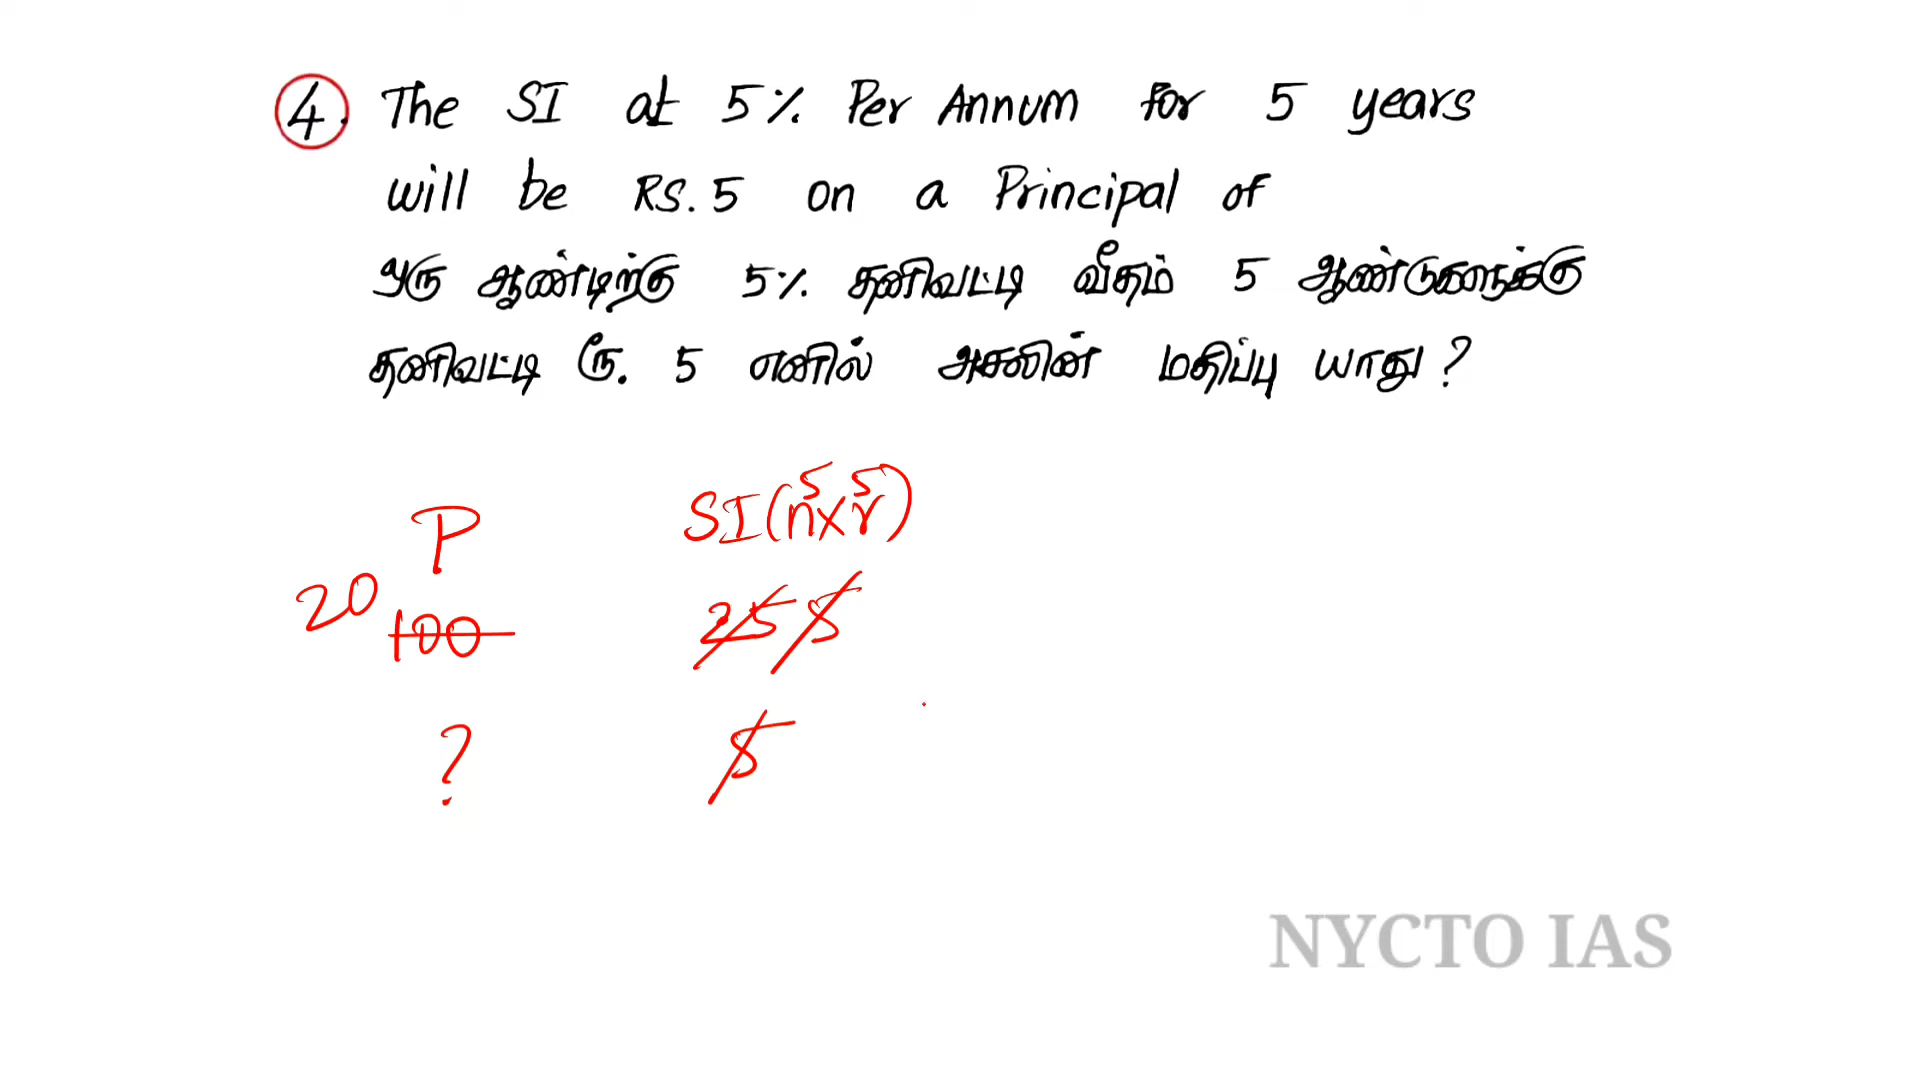 4. The SI at 5% Per Annum for 5 years
will be RS. 5 on a Principal of
ஒரு ஆண்டிற்கு 5% தனிவட்டி வீதம் 5 ஆண்டுகளுக்கு
தனிவட்டி ரூ. 5 எனில் அசலின் மதிப்பு யாது?
P SI(n⁵×r⁵)
20 100 25 5
? 5
NYCTO IAS